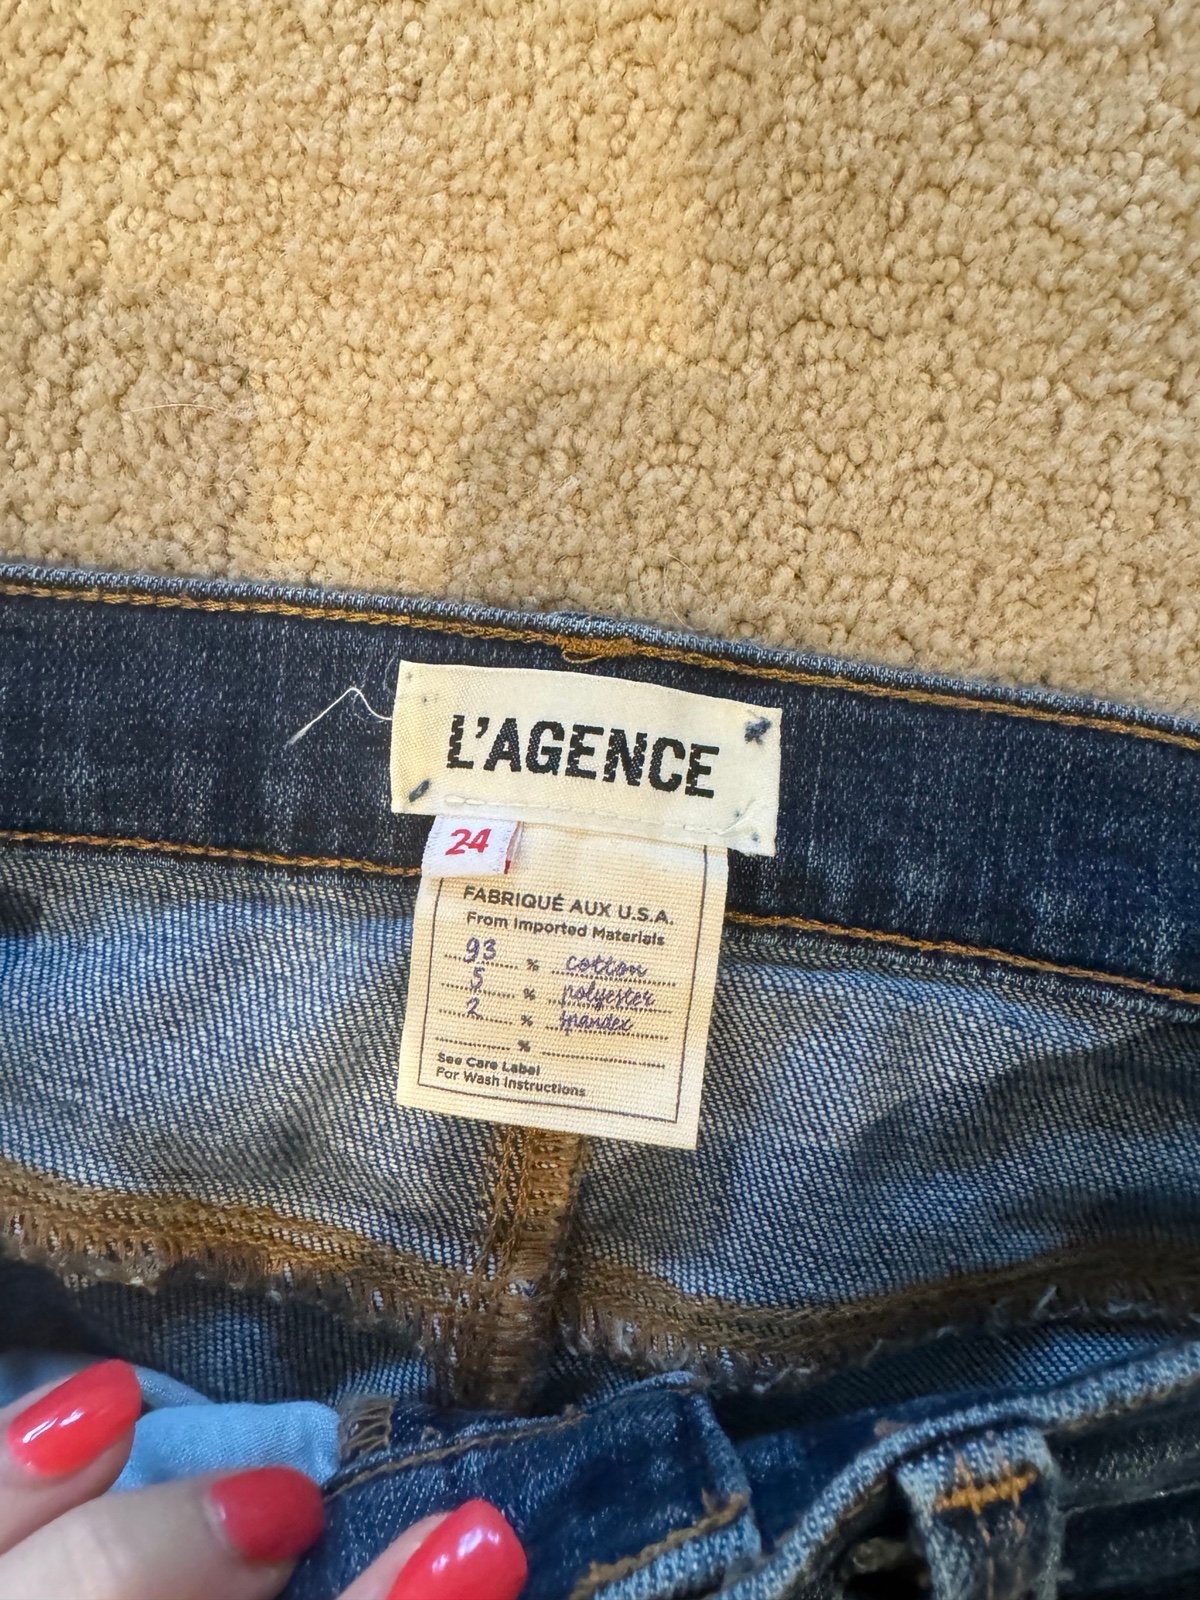 L'AGENCE
24
FABRIQUÉ AUX U.S.A.
From Imported Materials
93 % cotton
5 % polyester
2 % spandex
%
See Care Label
For Wash Instructions